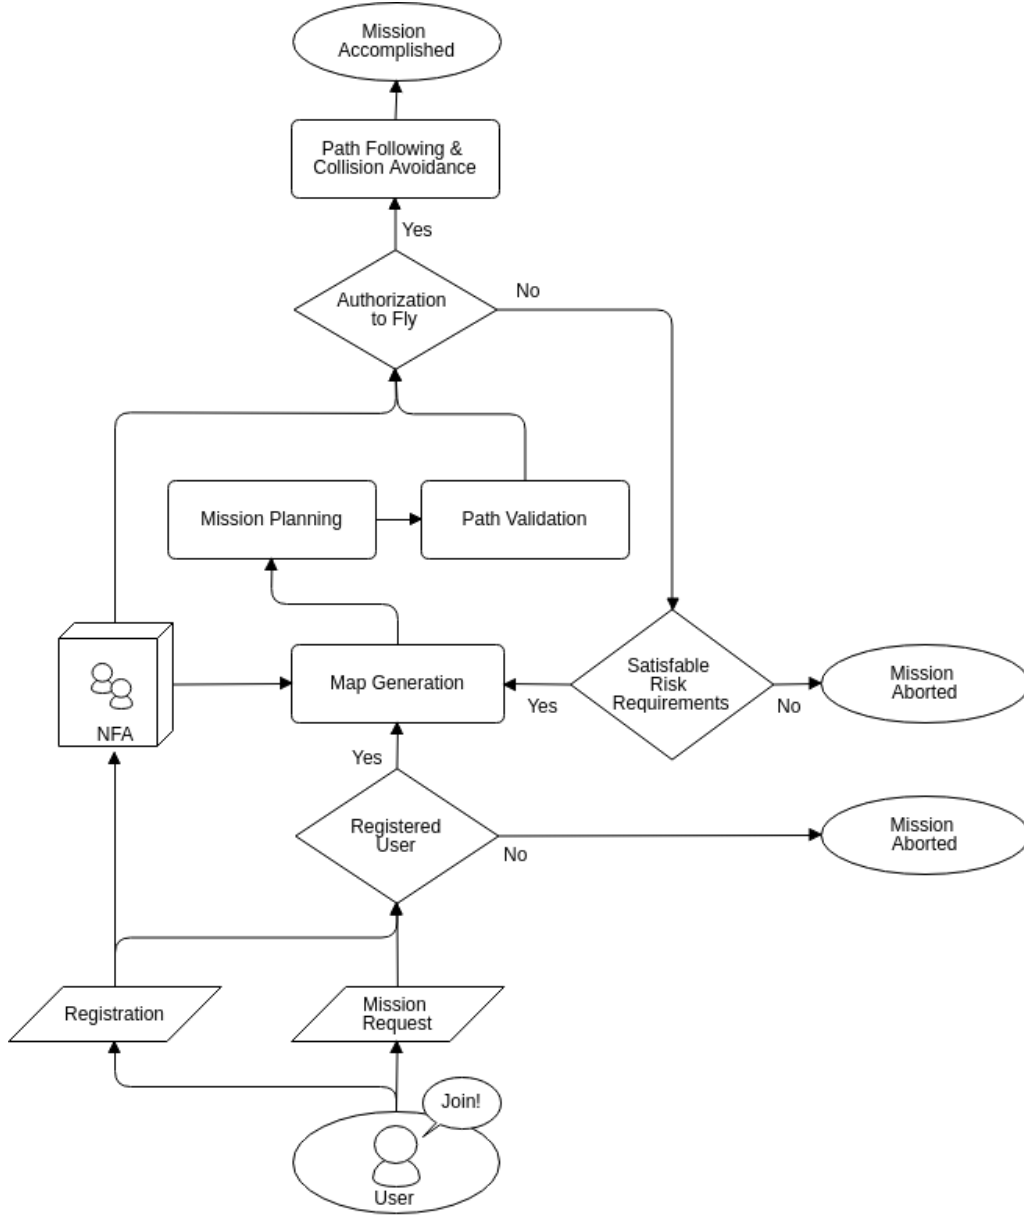 Mission
Accomplished
Path Following &
Collision Avoidance
Yes
Authorization
to Fly
No
Mission Planning
Path Validation
NFA
Map Generation
Yes
Satisfable
Risk
Requirements
No
Mission
Aborted
Yes
Registered
User
No
Mission
Aborted
Registration
Mission
Request
Join!
User